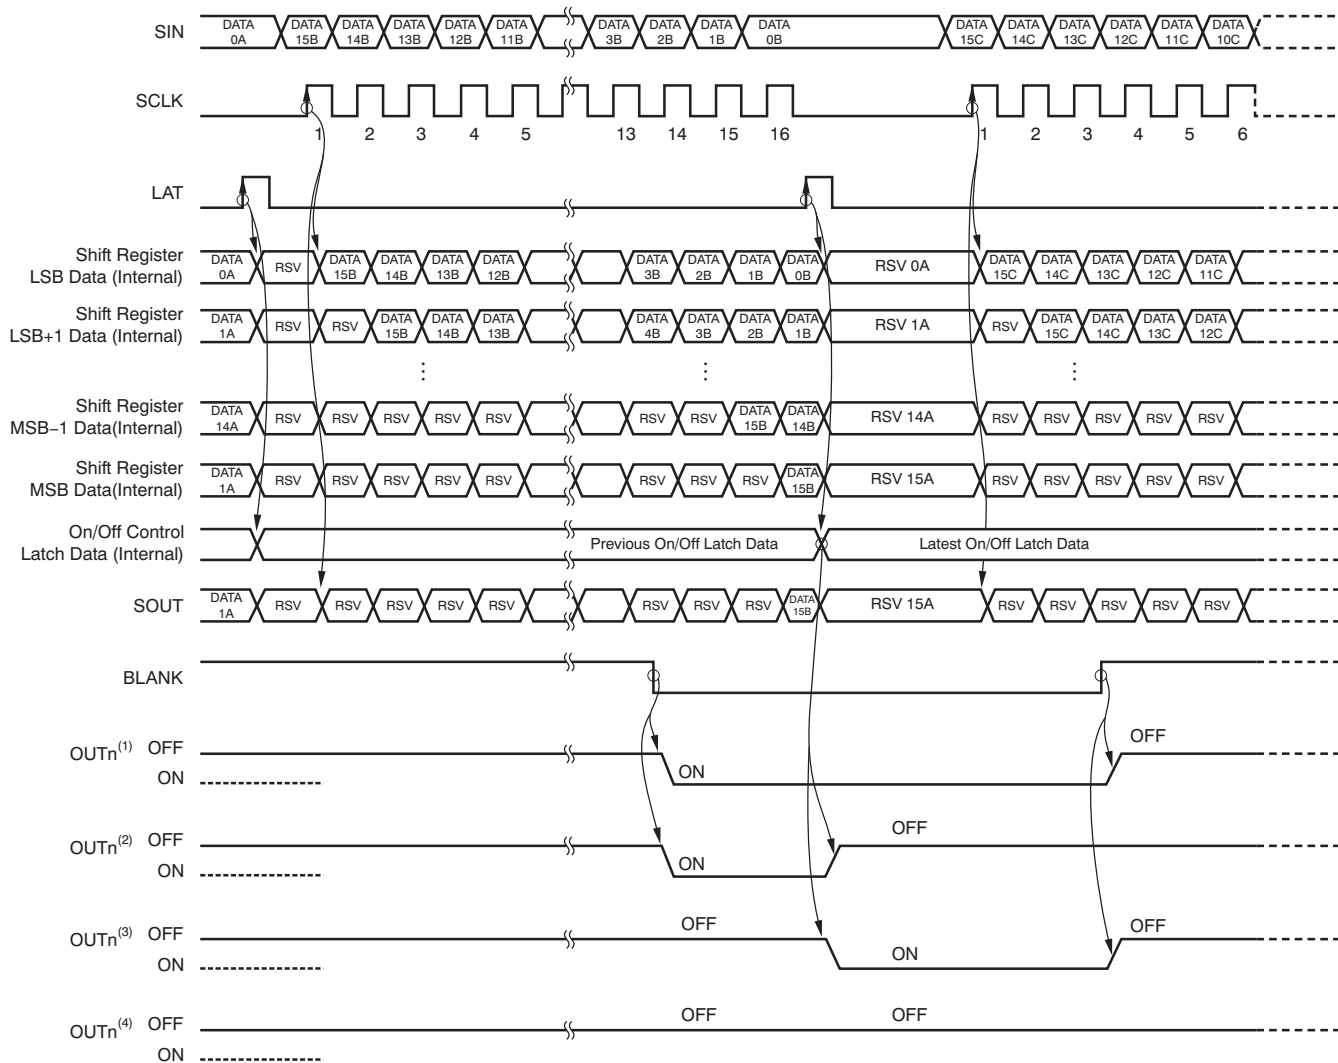 SIN DATA 0A DATA 15B DATA 14B DATA 13B DATA 12B DATA 11B DATA 3B DATA 2B DATA 1B DATA 0B DATA 15C DATA 14C DATA 13C DATA 12C DATA 11C DATA 10C
SCLK
1 2 3 4 5 13 14 15 16 1 2 3 4 5 6
LAT
Shift Register
LSB Data (Internal)
DATA 0A RSV DATA 15B DATA 14B DATA 13B DATA 12B DATA 3B DATA 2B DATA 1B DATA 0B RSV 0A DATA 15C DATA 14C DATA 13C DATA 12C DATA 11C
Shift Register
LSB+1 Data (Internal)
DATA 1A RSV RSV DATA 15B DATA 14B DATA 13B DATA 4B DATA 3B DATA 2B DATA 1B RSV 1A RSV DATA 15C DATA 14C DATA 13C DATA 12C
Shift Register
MSB−1 Data(Internal)
DATA 14A RSV RSV RSV RSV RSV RSV RSV DATA 15B DATA 14B RSV 14A RSV RSV RSV RSV RSV
Shift Register
MSB Data(Internal)
DATA 1A RSV RSV RSV RSV RSV RSV RSV RSV DATA 15B RSV 15A RSV RSV RSV RSV RSV
On/Off Control
Latch Data (Internal)
Previous On/Off Latch Data Latest On/Off Latch Data
SOUT DATA 1A RSV RSV RSV RSV RSV RSV RSV RSV DATA 15B RSV 15A RSV RSV RSV RSV RSV
BLANK
OUTn(1) OFF OFF
ON ON
OUTn(2) OFF OFF
ON ON
OUTn(3) OFF OFF OFF
ON ON
OUTn(4) OFF OFF OFF
ON